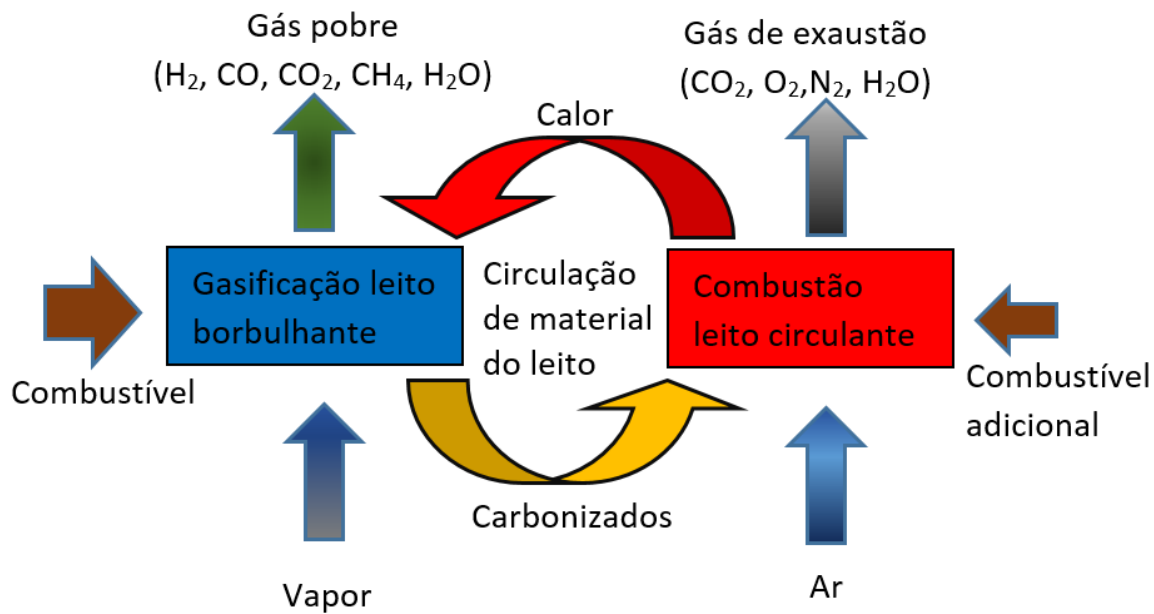 Gás pobre
(H₂, CO, CO₂, CH₄, H₂O)
Gás de exaustão
(CO₂, O₂,N₂, H₂O)
Calor
Gasificação leito
borbulhante
Circulação
de material
do leito
Combustão
leito circulante
Combustível
Combustível
adicional
Carbonizados
Vapor
Ar